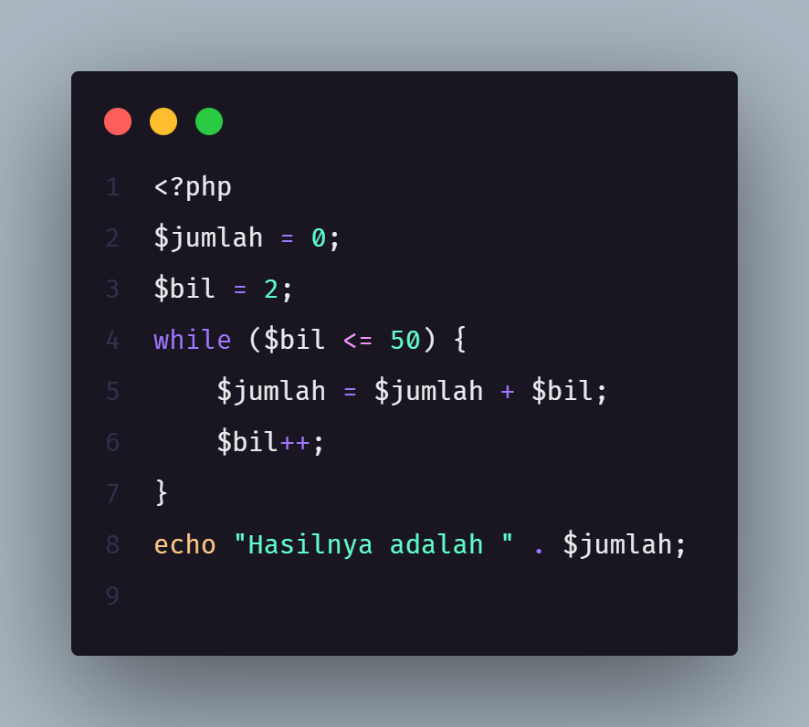 1 <?php
2 $jumlah = 0;
3 $bil = 2;
4 while ($bil <= 50) {
5     $jumlah = $jumlah + $bil;
6     $bil++;
7 }
8 echo "Hasilnya adalah " . $jumlah;
9